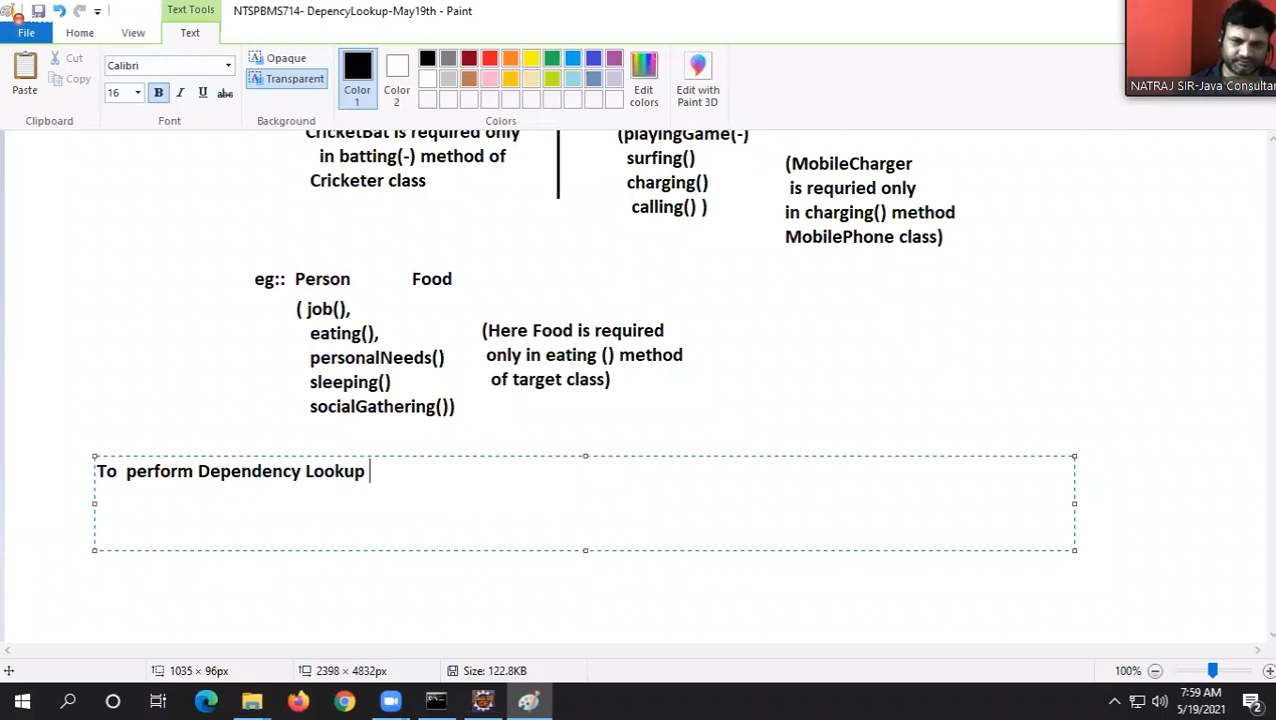 NTSPBMS714- DepencyLookup-May19th - Paint
Text Tools
File
Home
View
Text
Paste
Cut
Copy
Clipboard
Calibri
16
B
I
U
abc
Font
Opaque
Transparent
Background
Color 1
Color 2
Edit colors
Edit with Paint 3D
Colors
NATRAJ SIR-Java Consultan
CricketBat is required only
in batting(-) method of
Cricketer class
(playingGame(-)
surfing()
charging()
calling() )
(MobileCharger
is requried only
in charging() method
MobilePhone class)
eg:: Person Food
( job(),
eating(),
personalNeeds()
sleeping()
socialGathering())
(Here Food is required
only in eating () method
of target class)
To perform Dependency Lookup
1035 × 96px
2398 × 4832px
Size: 122.8KB
100%
7:59 AM
5/19/2021
2